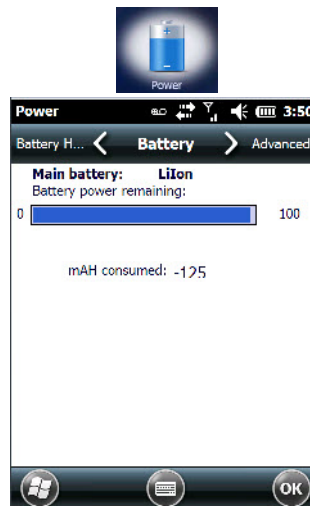 Power
Power 3:50
Battery H... Battery Advanced
Main battery: LiIon
Battery power remaining:
0 100
mAH consumed: -125
OK